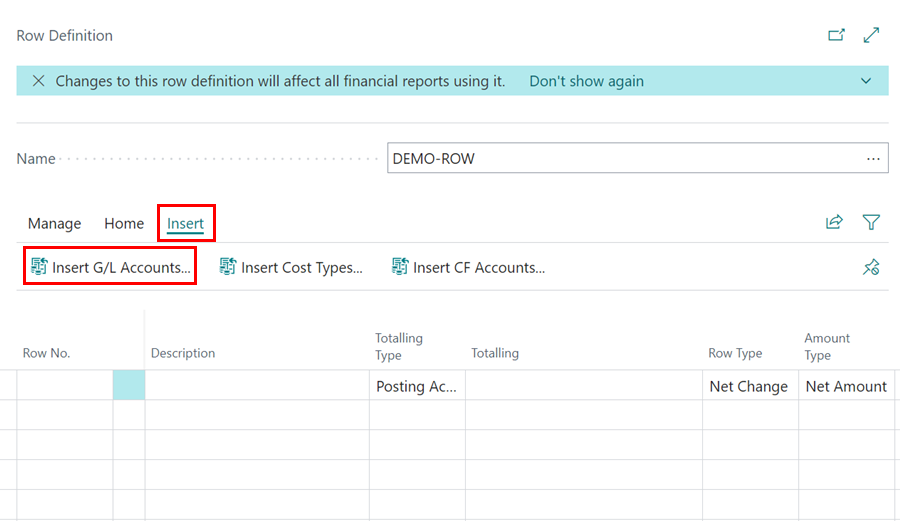 Row Definition
Changes to this row definition will affect all financial reports using it. Don't show again
Name DEMO-ROW ...
Manage Home Insert
Insert G/L Accounts... Insert Cost Types... Insert CF Accounts...
Row No. Description Totalling Type Totalling Row Type Amount Type
Posting Ac... Net Change Net Amount